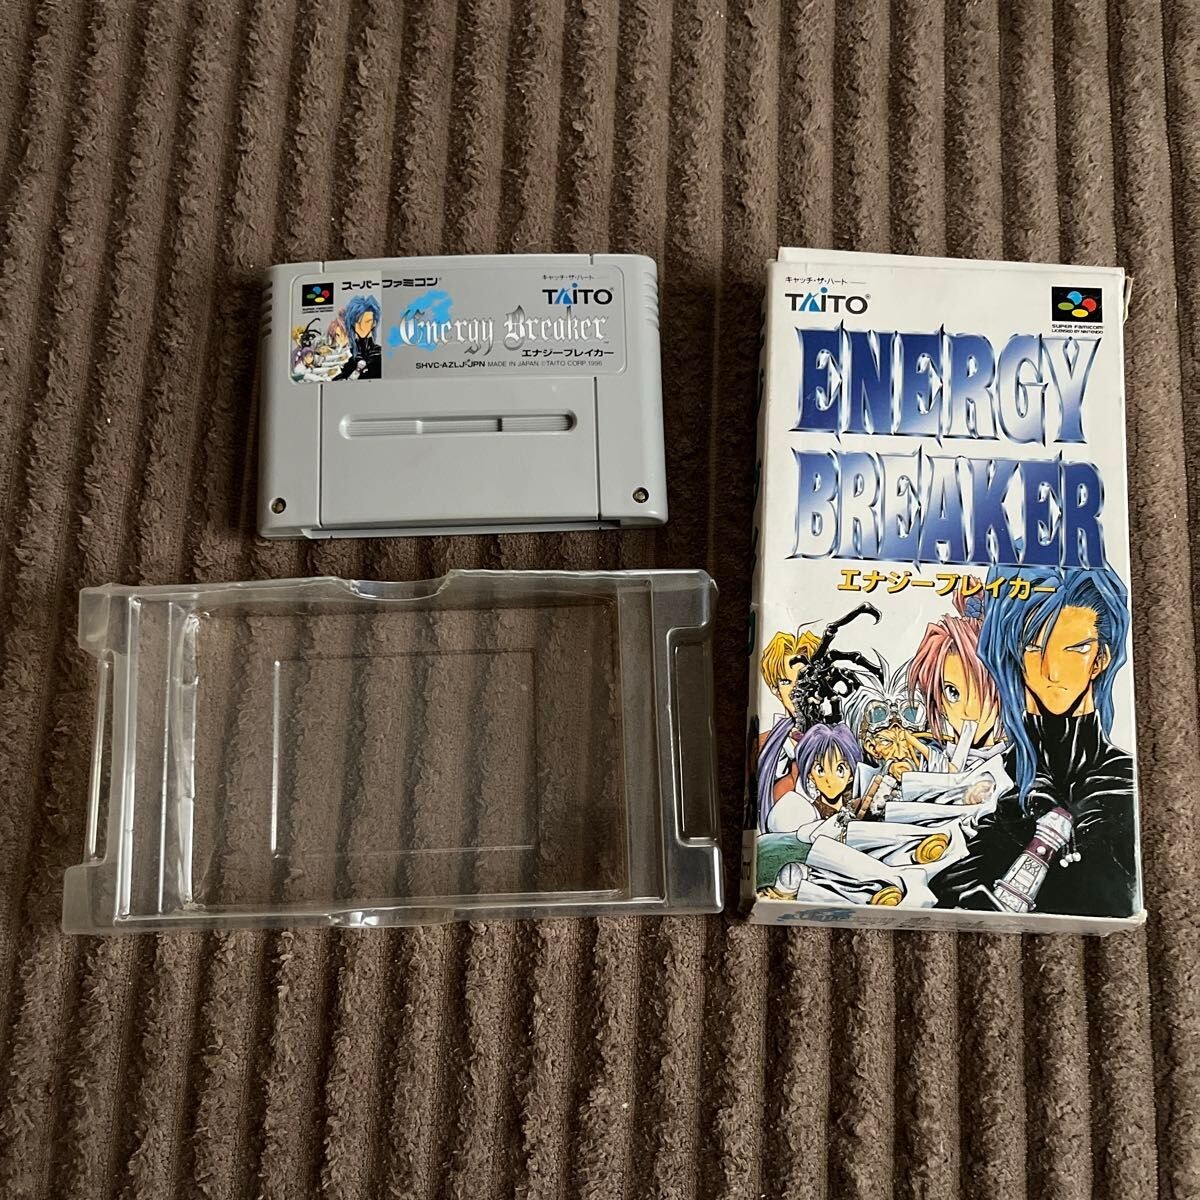 スーパーファミコン
キャッチ・ザ・ハート
TAITO
Energy Breaker
エナジーブレイカー
SHVC-AZLJ-JPN MADE IN JAPAN ©TAITO CORP.1996
キャッチ・ザ・ハート
TAITO
SUPER FAMICOM
LICENSED BY NINTENDO
ENERGY
BREAKER
エナジーブレイカー